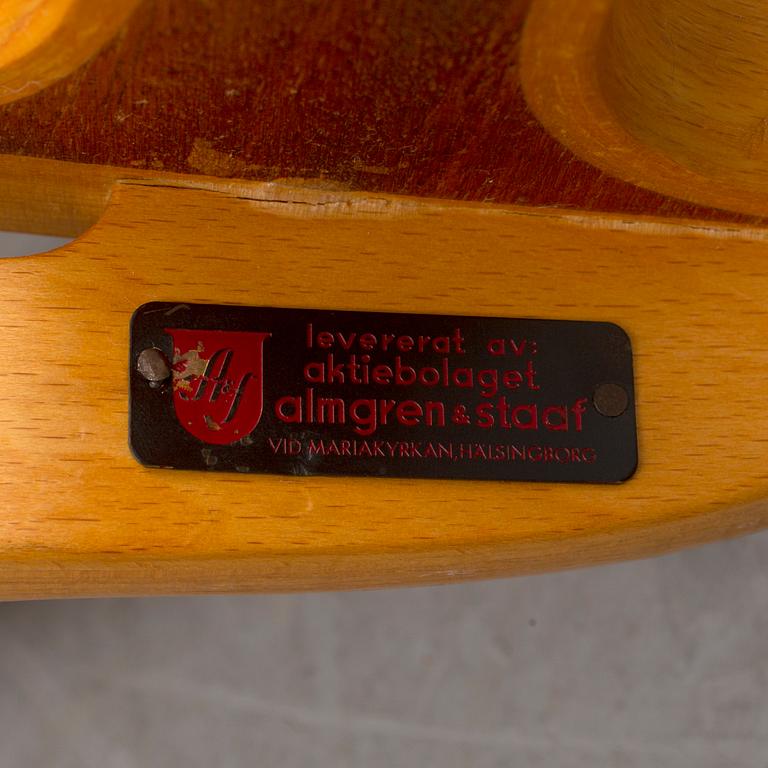 A&S
levererat av:
aktiebolaget
almgren & staaf
VID MARIAKYRKAN, HÄLSINGBORG